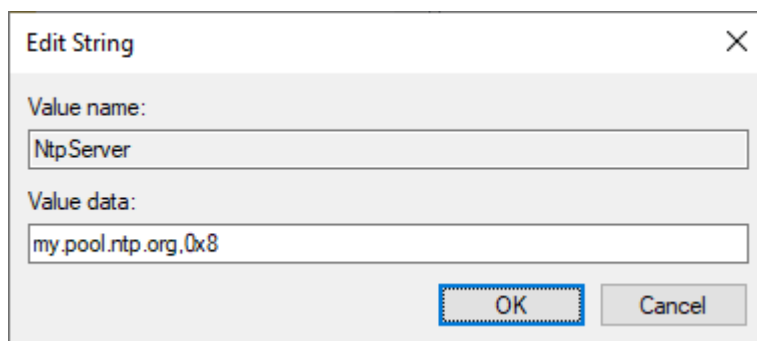 Edit String
Value name:
NtpServer
Value data:
my.pool.ntp.org,0x8
OK
Cancel